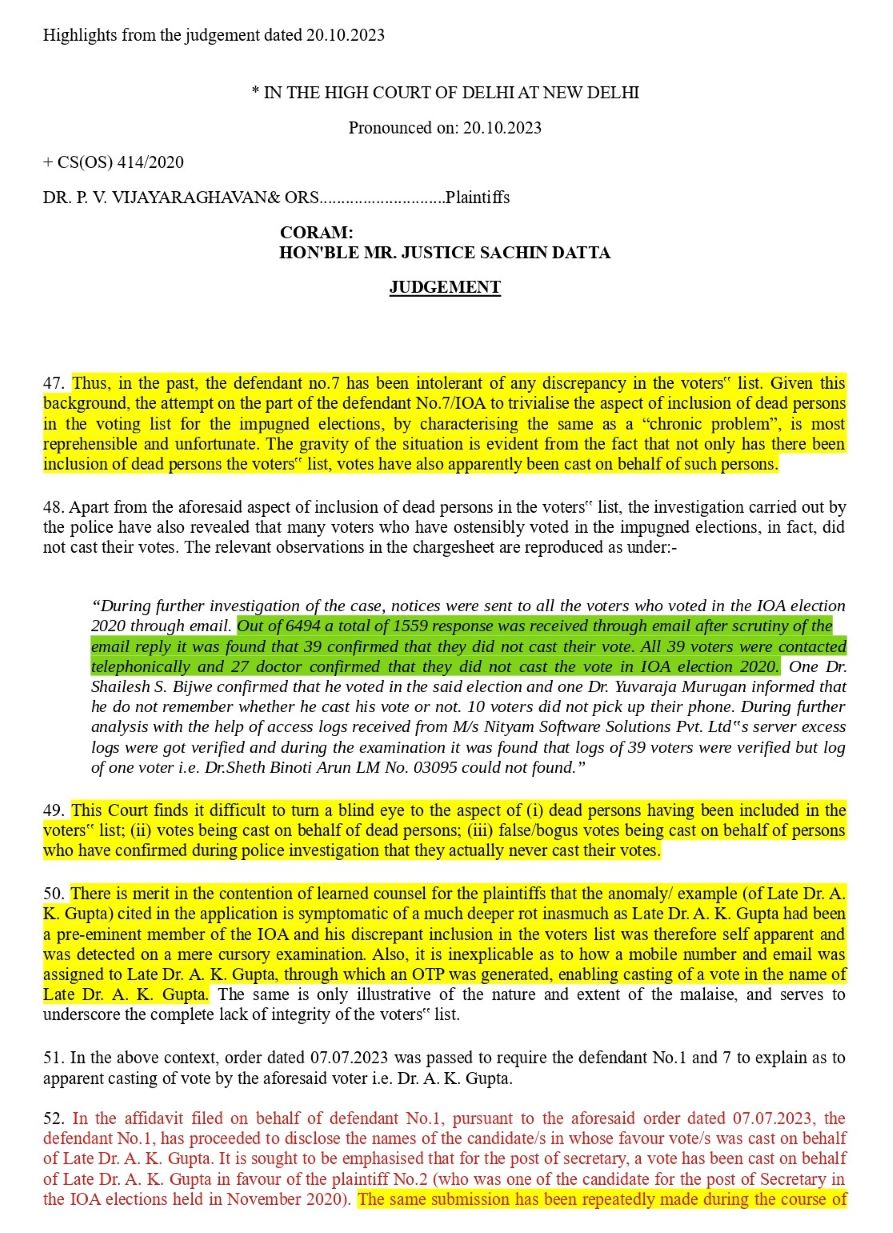 Highlights from the judgement dated 20.10.2023
* IN THE HIGH COURT OF DELHI AT NEW DELHI
Pronounced on: 20.10.2023
+ CS(OS) 414/2020
DR. P. V. VIJAYARAGHAVAN& ORS.............................Plaintiffs
CORAM:
HON'BLE MR. JUSTICE SACHIN DATTA
JUDGEMENT
47. Thus, in the past, the defendant no.7 has been intolerant of any discrepancy in the voters‟ list. Given this
background, the attempt on the part of the defendant No.7/IOA to trivialise the aspect of inclusion of dead persons
in the voting list for the impugned elections, by characterising the same as a “chronic problem”, is most
reprehensible and unfortunate. The gravity of the situation is evident from the fact that not only has there been
inclusion of dead persons the voters‟ list, votes have also apparently been cast on behalf of such persons.
48. Apart from the aforesaid aspect of inclusion of dead persons in the voters‟ list, the investigation carried out by
the police have also revealed that many voters who have ostensibly voted in the impugned elections, in fact, did
not cast their votes. The relevant observations in the chargesheet are reproduced as under:-
“During further investigation of the case, notices were sent to all the voters who voted in the IOA election
2020 through email. Out of 6494 a total of 1559 response was received through email after scrutiny of the
email reply it was found that 39 confirmed that they did not cast their vote. All 39 voters were contacted
telephonically and 27 doctor confirmed that they did not cast the vote in IOA election 2020. One Dr.
Shailesh S. Bijwe confirmed that he voted in the said election and one Dr. Yuvaraja Murugan informed that
he do not remember whether he cast his vote or not. 10 voters did not pick up their phone. During further
analysis with the help of access logs received from M/s Nityam Software Solutions Pvt. Ltd‟s server excess
logs were got verified and during the examination it was found that logs of 39 voters were verified but log
of one voter i.e. Dr.Sheth Binoti Arun LM No. 03095 could not found.”
49. This Court finds it difficult to turn a blind eye to the aspect of (i) dead persons having been included in the
voters‟ list; (ii) votes being cast on behalf of dead persons; (iii) false/bogus votes being cast on behalf of persons
who have confirmed during police investigation that they actually never cast their votes.
50. There is merit in the contention of learned counsel for the plaintiffs that the anomaly/ example (of Late Dr. A.
K. Gupta) cited in the application is symptomatic of a much deeper rot inasmuch as Late Dr. A. K. Gupta had been
a pre-eminent member of the IOA and his discrepant inclusion in the voters list was therefore self apparent and
was detected on a mere cursory examination. Also, it is inexplicable as to how a mobile number and email was
assigned to Late Dr. A. K. Gupta, through which an OTP was generated, enabling casting of a vote in the name of
Late Dr. A. K. Gupta. The same is only illustrative of the nature and extent of the malaise, and serves to
underscore the complete lack of integrity of the voters‟ list.
51. In the above context, order dated 07.07.2023 was passed to require the defendant No.1 and 7 to explain as to
apparent casting of vote by the aforesaid voter i.e. Dr. A. K. Gupta.
52. In the affidavit filed on behalf of defendant No.1, pursuant to the aforesaid order dated 07.07.2023, the
defendant No.1, has proceeded to disclose the names of the candidate/s in whose favour vote/s was cast on behalf
of Late Dr. A. K. Gupta. It is sought to be emphasised that for the post of secretary, a vote has been cast on behalf
of Late Dr. A. K. Gupta in favour of the plaintiff No.2 (who was one of the candidate for the post of Secretary in
the IOA elections held in November 2020). The same submission has been repeatedly made during the course of